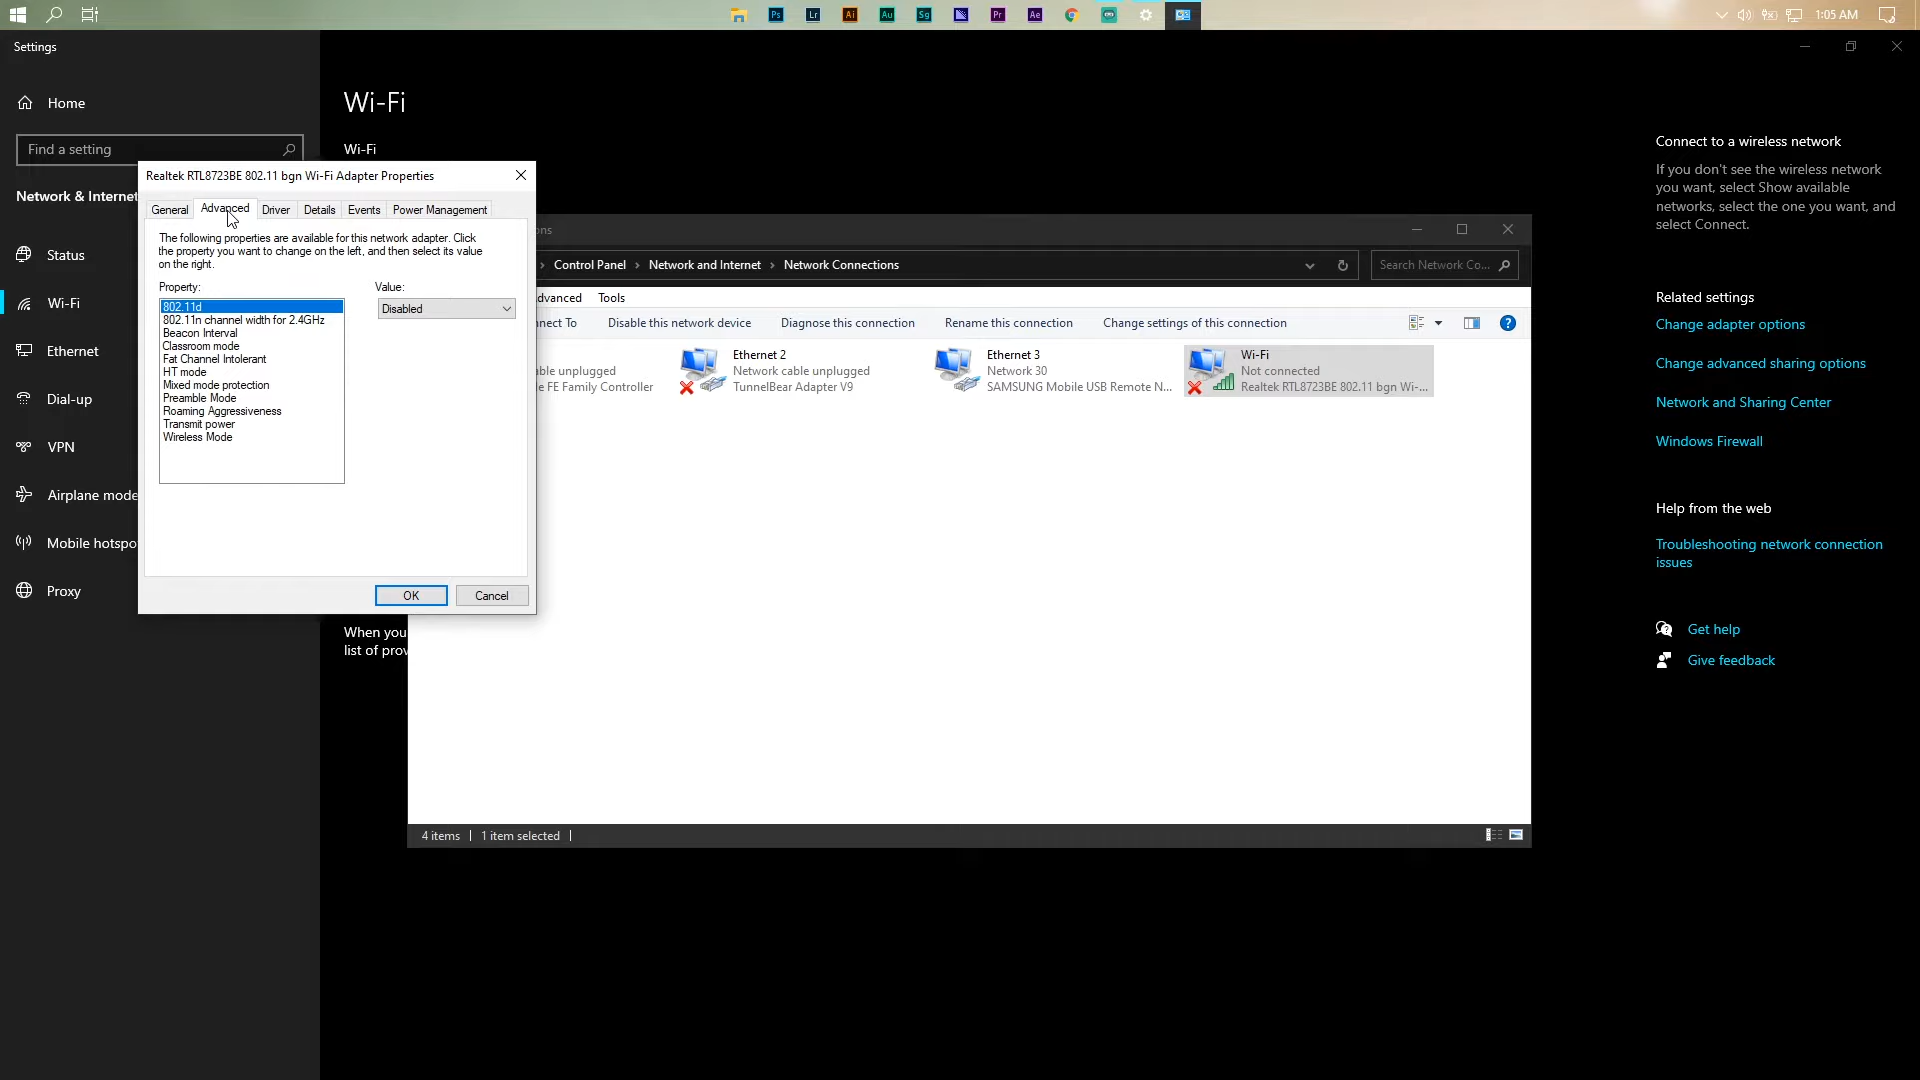 Ps
Lr
Ai
Au
Sg
Pr
Ae
1:05 AM
Settings
Home
Find a setting
Network & Internet
Status
Wi-Fi
Ethernet
Dial-up
VPN
Airplane mode
Mobile hotspo
Proxy
Wi-Fi
Wi-Fi
When you
list of prov
Realtek RTL8723BE 802.11 bgn Wi-Fi Adapter Properties
General
Advanced
Driver
Details
Events
Power Management
The following properties are available for this network adapter. Click
the property you want to change on the left, and then select its value
on the right.
Property:
Value:
802.11d
802.11n channel width for 2.4GHz
Beacon Interval
Classroom mode
Fat Channel Intolerant
HT mode
Mixed mode protection
Preamble Mode
Roaming Aggressiveness
Transmit power
Wireless Mode
Disabled
OK
Cancel
ons
Control Panel
Network and Internet
Network Connections
Search Network Co...
dvanced
Tools
nect To
Disable this network device
Diagnose this connection
Rename this connection
Change settings of this connection
ble unplugged
e FE Family Controller
Ethernet 2
Network cable unplugged
TunnelBear Adapter V9
Ethernet 3
Network 30
SAMSUNG Mobile USB Remote N...
Wi-Fi
Not connected
Realtek RTL8723BE 802.11 bgn Wi-...
4 items
1 item selected
Connect to a wireless network
If you don't see the wireless network
you want, select Show available
networks, select the one you want, and
select Connect.
Related settings
Change adapter options
Change advanced sharing options
Network and Sharing Center
Windows Firewall
Help from the web
Troubleshooting network connection
issues
Get help
Give feedback